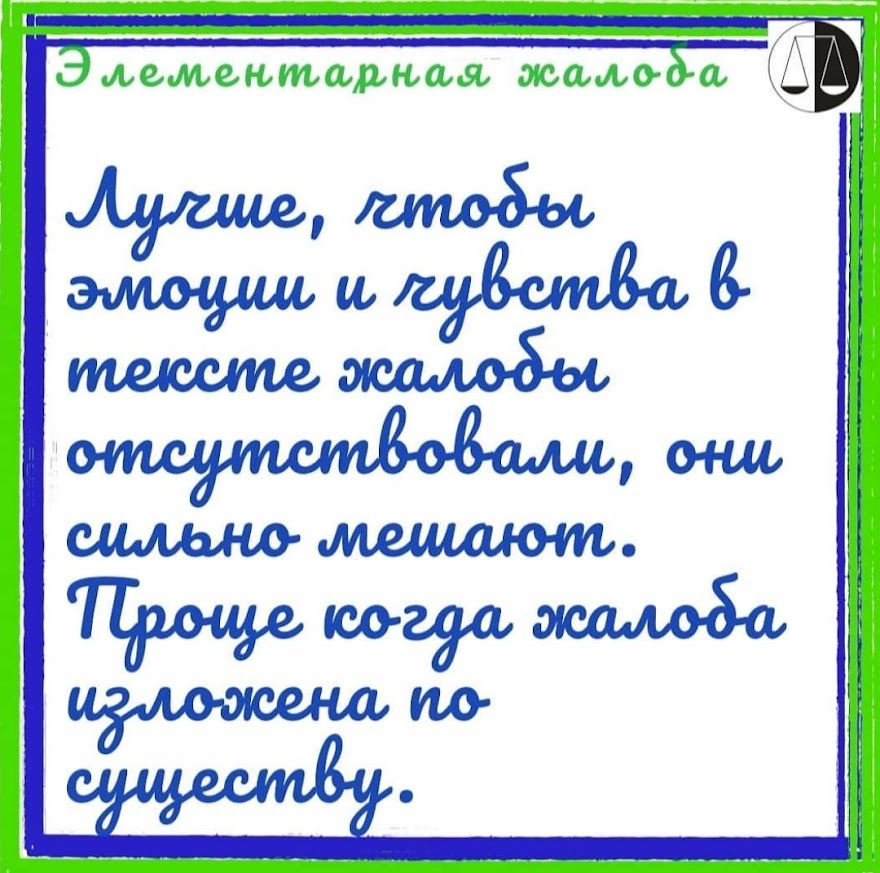 Элементарная жалоба
Лучше, чтобы
эмоции и чувства в
тексте жалобы
отсутствовали, они
сильно мешают.
Проще когда жалоба
изложена по
существу.